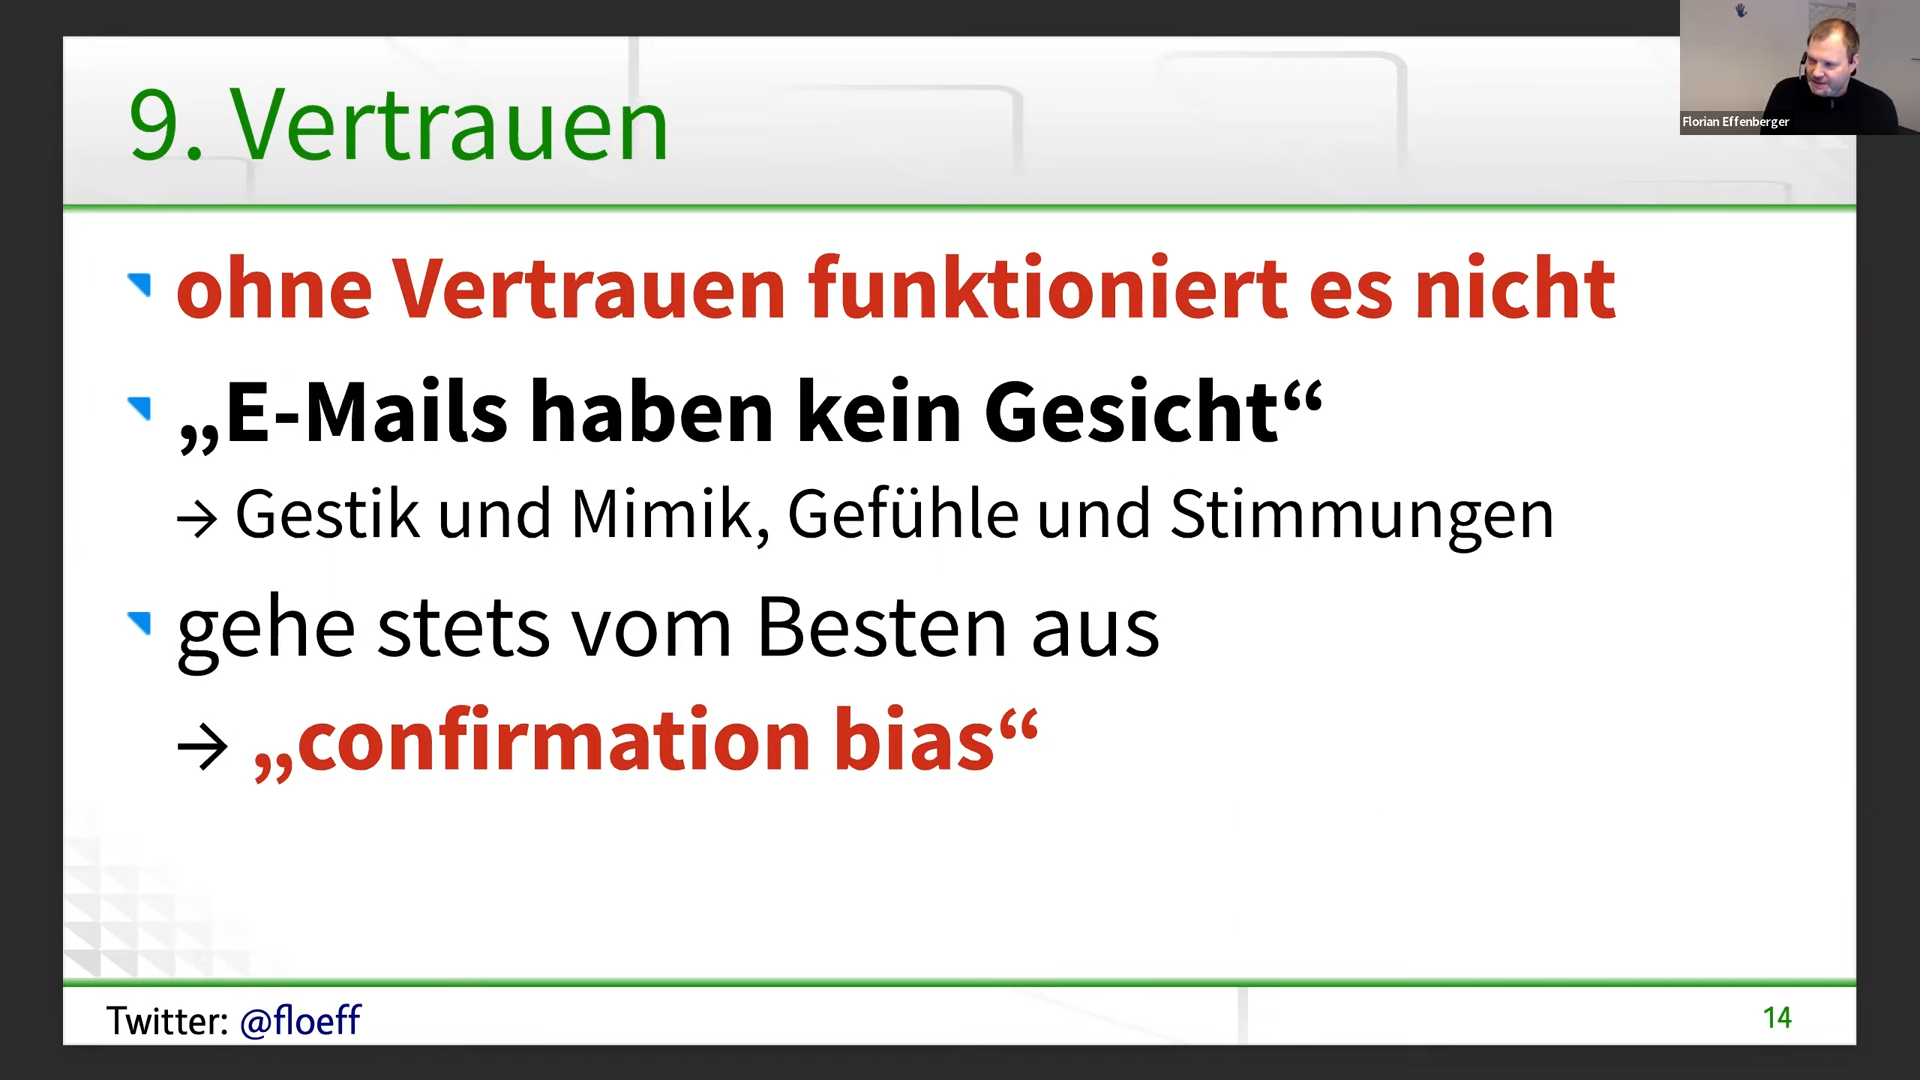 9. Vertrauen
Florian Effenberger
ohne Vertrauen funktioniert es nicht
„E-Mails haben kein Gesicht“
→ Gestik und Mimik, Gefühle und Stimmungen
gehe stets vom Besten aus
→ „confirmation bias“
Twitter: @floeff
14